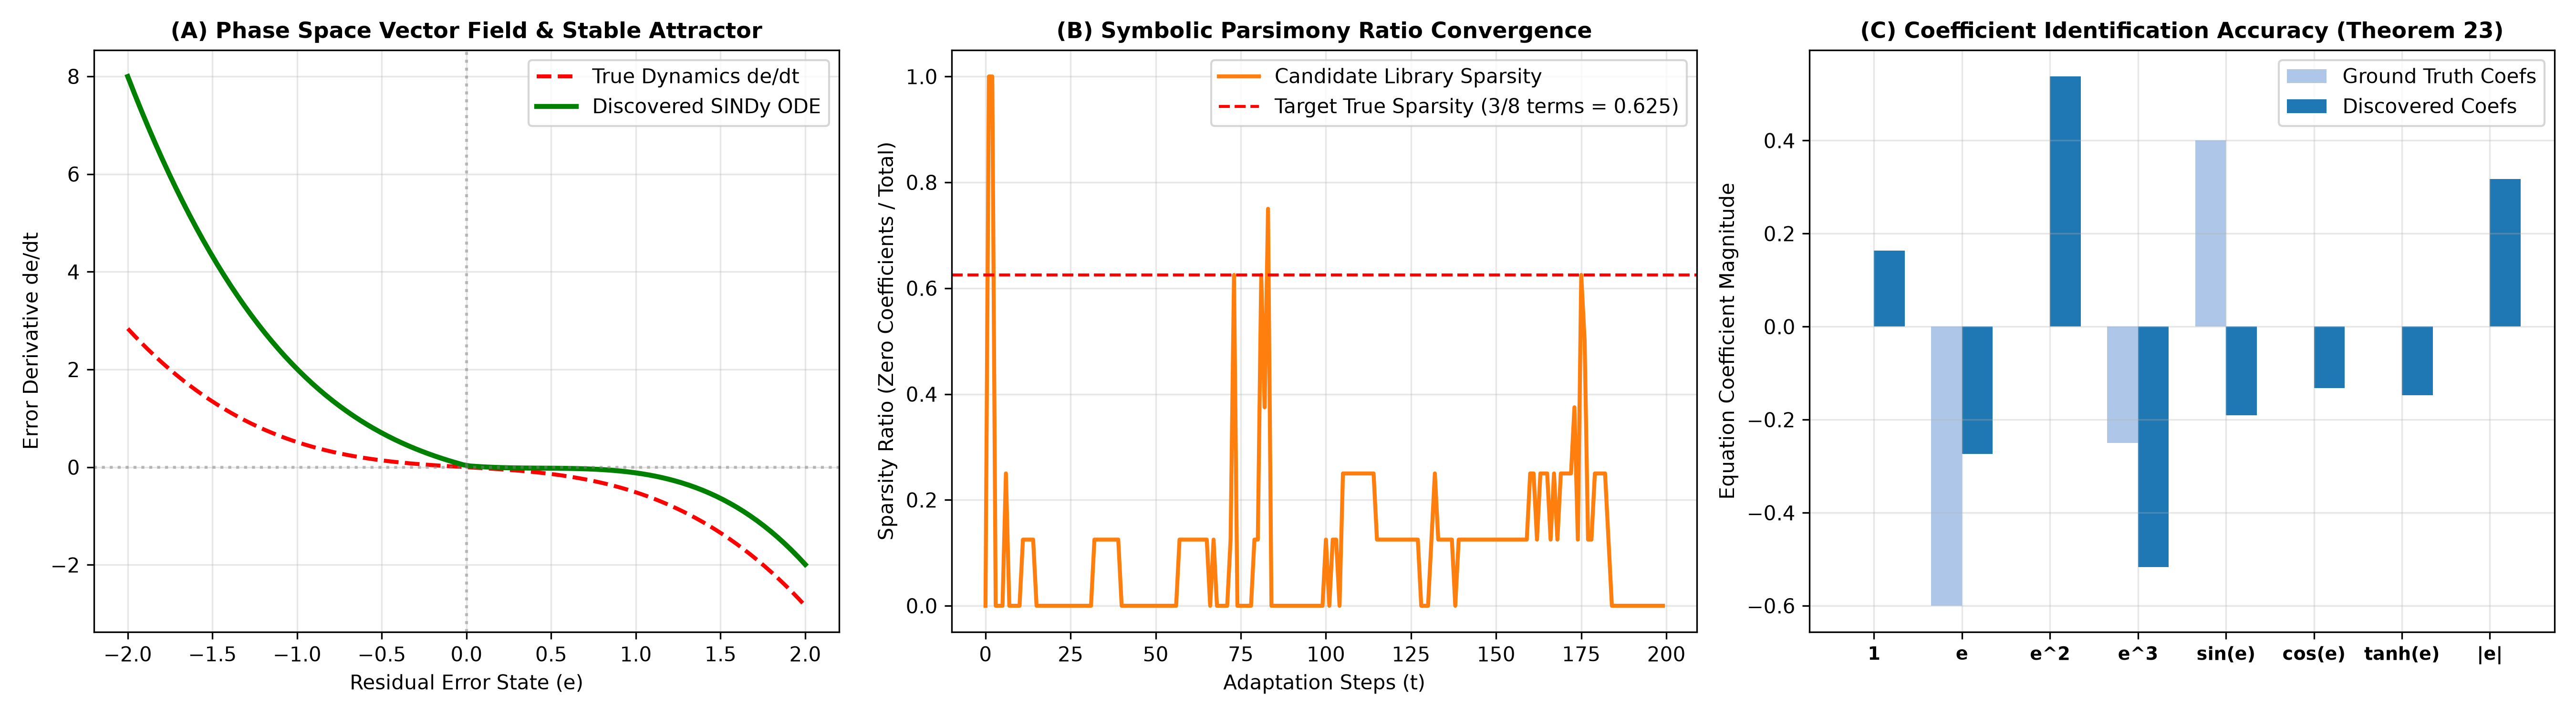 (A) Phase Space Vector Field & Stable Attractor
True Dynamics de/dt
Discovered SINDy ODE
Error Derivative de/dt
8
6
4
2
0
−2
−2.0 −1.5 −1.0 −0.5 0.0 0.5 1.0 1.5 2.0
Residual Error State (e)
(B) Symbolic Parsimony Ratio Convergence
Candidate Library Sparsity
Target True Sparsity (3/8 terms = 0.625)
Sparsity Ratio (Zero Coefficients / Total)
1.0
0.8
0.6
0.4
0.2
0.0
0 25 50 75 100 125 150 175 200
Adaptation Steps (t)
(C) Coefficient Identification Accuracy (Theorem 23)
Ground Truth Coefs
Discovered Coefs
Equation Coefficient Magnitude
0.4
0.2
0.0
−0.2
−0.4
−0.6
1 e e^2 e^3 sin(e) cos(e) tanh(e) |e|